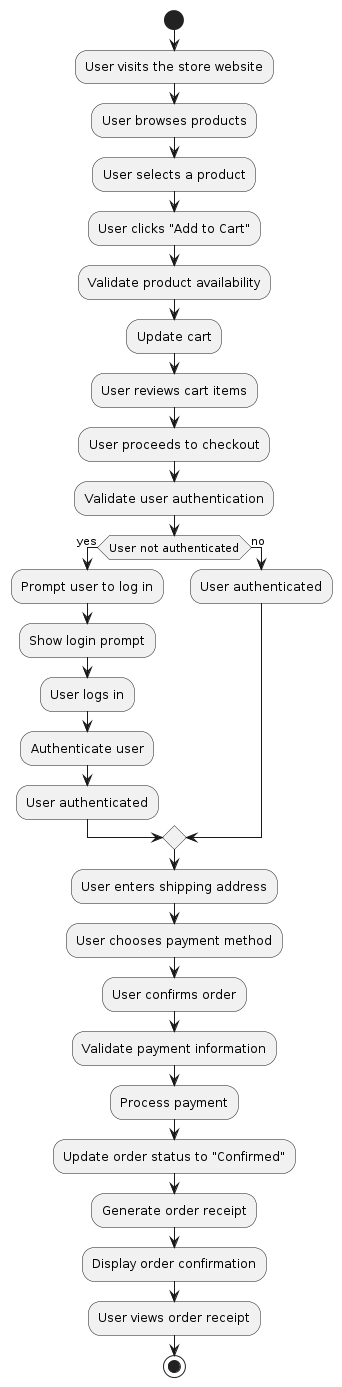 User visits the store website
User browses products
User selects a product
User clicks "Add to Cart"
Validate product availability
Update cart
User reviews cart items
User proceeds to checkout
Validate user authentication
User not authenticated
yes
no
Prompt user to log in
User authenticated
Show login prompt
User logs in
Authenticate user
User authenticated
User enters shipping address
User chooses payment method
User confirms order
Validate payment information
Process payment
Update order status to "Confirmed"
Generate order receipt
Display order confirmation
User views order receipt